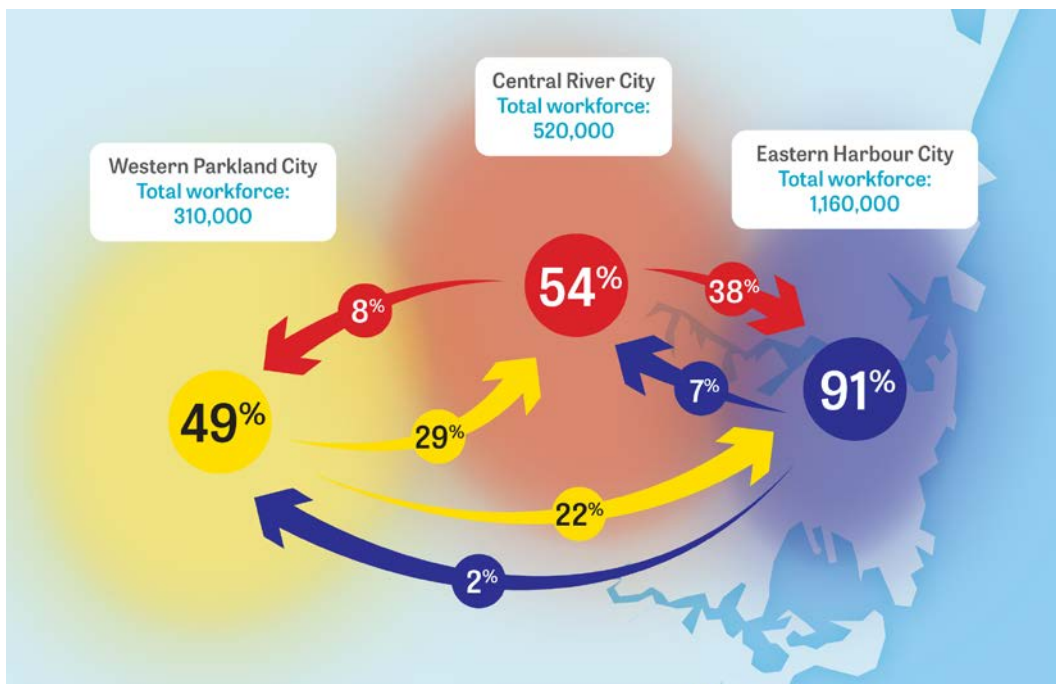 Central River City
Total workforce:
520,000
Western Parkland City
Total workforce:
310,000
Eastern Harbour City
Total workforce:
1,160,000
54%
38%
8%
7%
91%
49%
29%
22%
2%